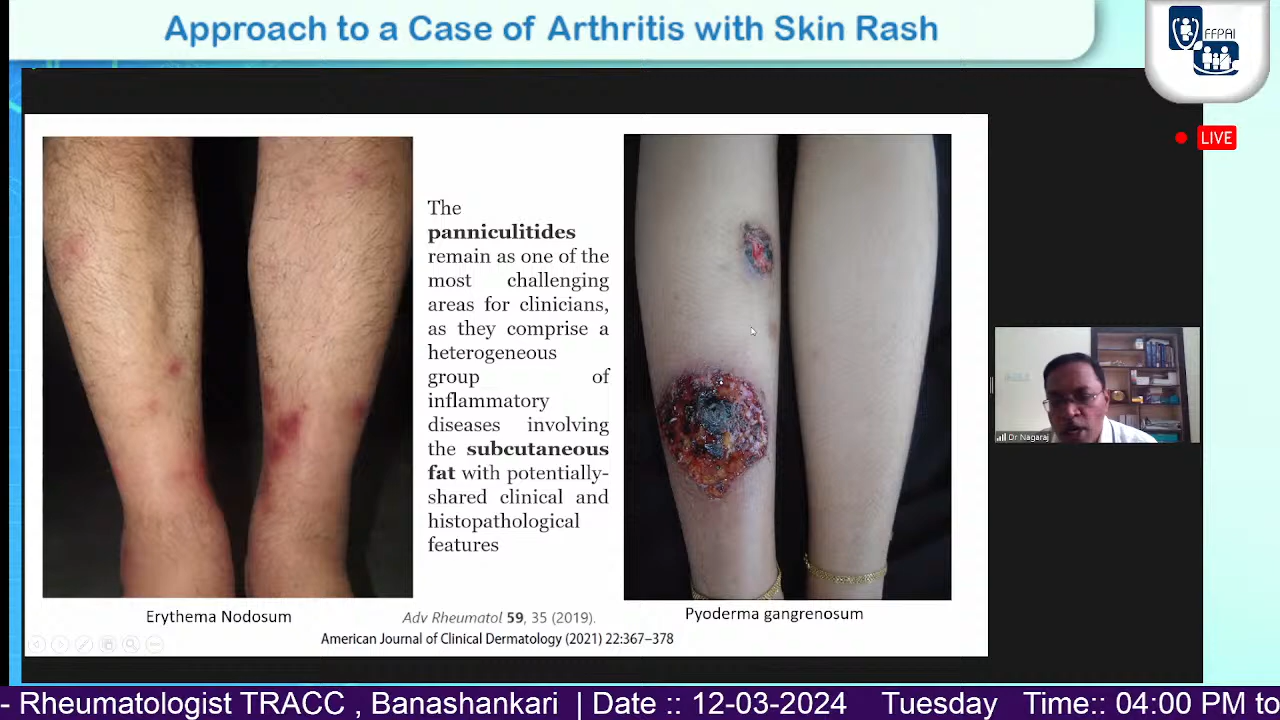 Approach to a Case of Arthritis with Skin Rash
FFPAI
LIVE
The
panniculitides
remain as one of the
most challenging
areas for clinicians,
as they comprise a
heterogeneous
group of
inflammatory
diseases involving
the subcutaneous
fat with potentially-
shared clinical and
histopathological
features
Dr Nagaraj
Erythema Nodosum
Adv Rheumatol 59, 35 (2019).
Pyoderma gangrenosum
American Journal of Clinical Dermatology (2021) 22:367–378
- Rheumatologist TRACC , Banashankari | Date :: 12-03-2024 Tuesday Time:: 04:00 PM to